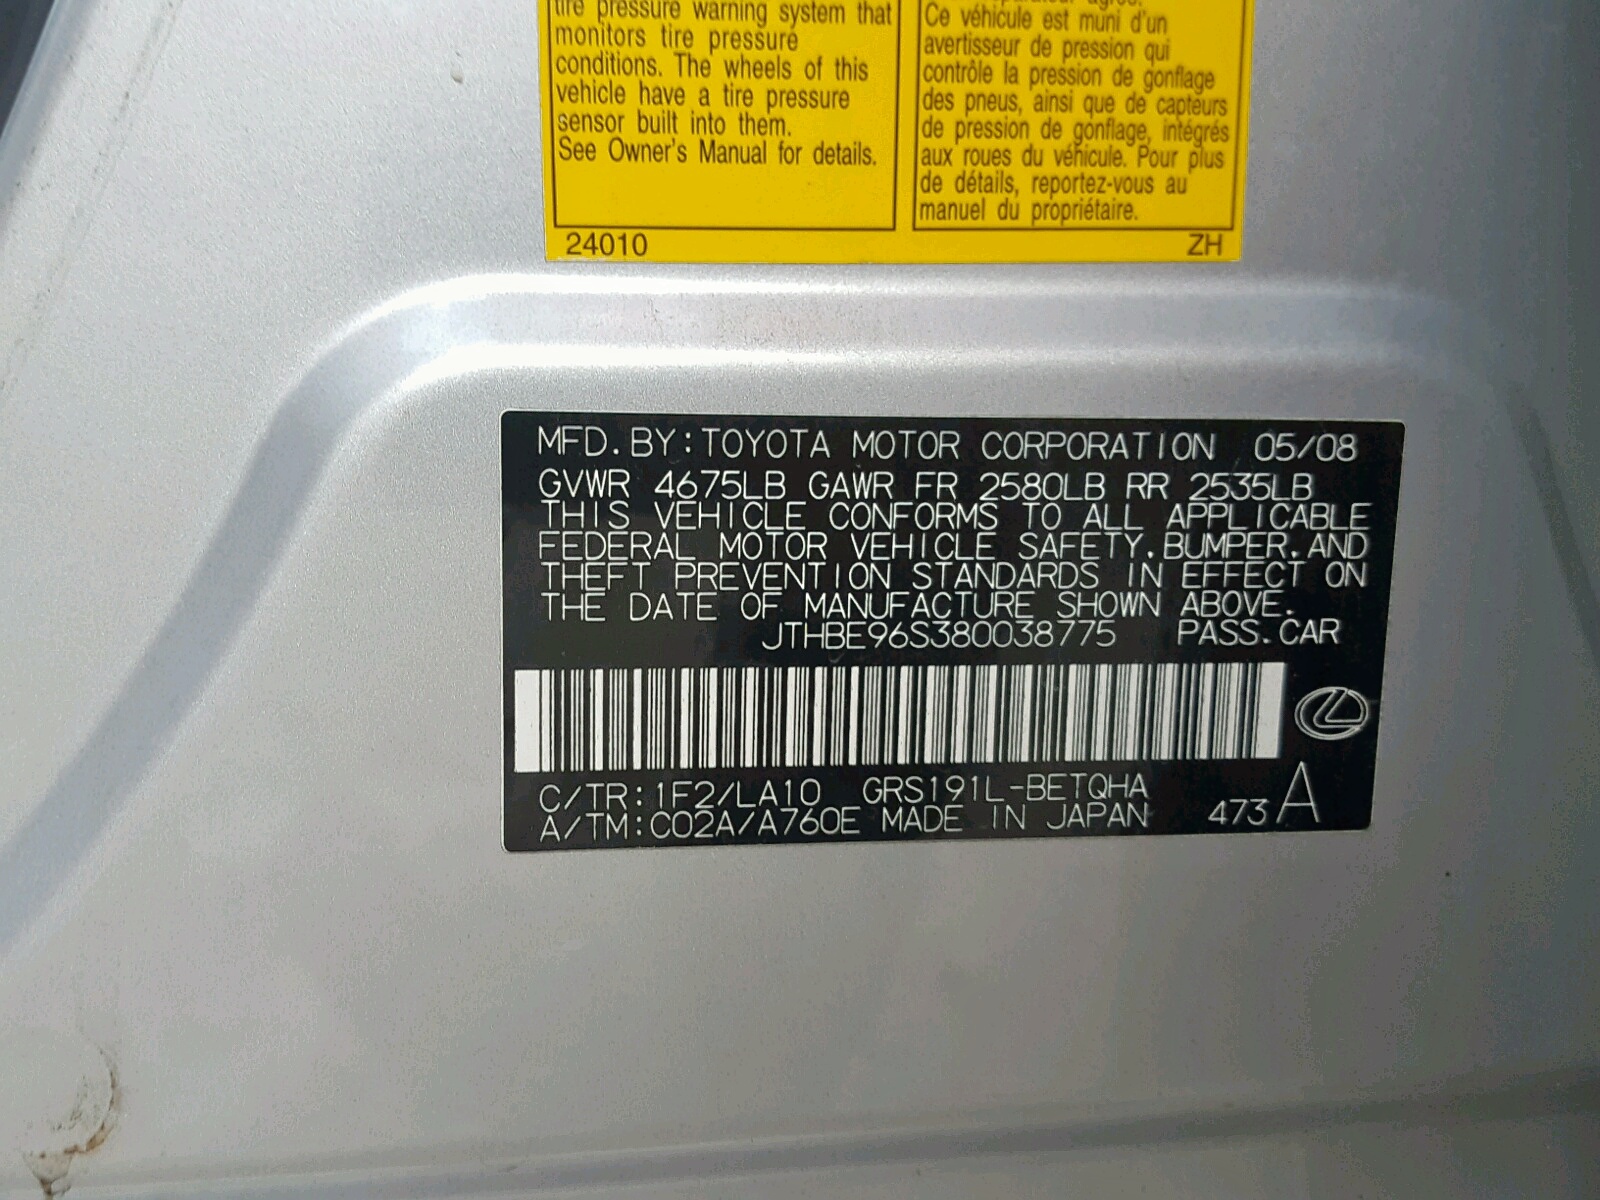 tire pressure warning system that
monitors tire pressure
conditions. The wheels of this
vehicle have a tire pressure
sensor built into them.
See Owner's Manual for details.
Ce véhicule est muni d'un
avertisseur de pression qui
contrôle la pression de gonflage
des pneus, ainsi que de capteurs
de pression de gonflage, intégrés
aux roues du véhicule. Pour plus
de détails, reportez-vous au
manuel du propriétaire.
24010 ZH
MFD. BY: TOYOTA MOTOR CORPORATION 05/08
GVWR 4675LB GAWR FR 2580LB RR 2535LB
THIS VEHICLE CONFORMS TO ALL APPLICABLE
FEDERAL MOTOR VEHICLE SAFETY, BUMPER, AND
THEFT PREVENTION STANDARDS IN EFFECT ON
THE DATE OF MANUFACTURE SHOWN ABOVE.
JTHBE96S380038775 PASS. CAR
C/TR: 1F2/LA10 GRS191L-BETQHA
A/TM: C02A/A760E MADE IN JAPAN 473 A